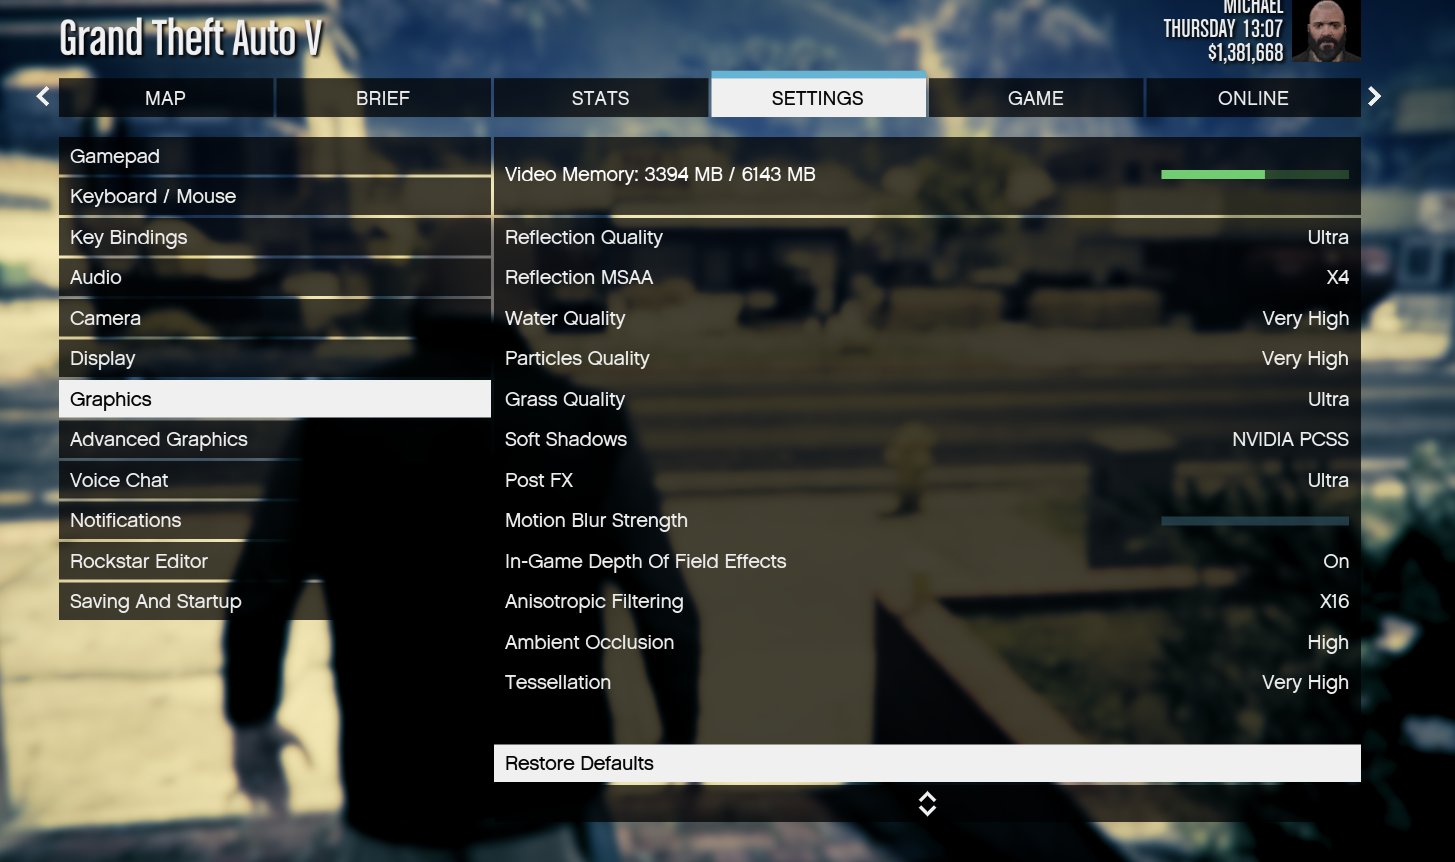 Grand Theft Auto V
MICHAEL
THURSDAY 13:07
$1,381,668
MAP BRIEF STATS SETTINGS GAME ONLINE
Gamepad
Keyboard / Mouse
Key Bindings
Audio
Camera
Display
Graphics
Advanced Graphics
Voice Chat
Notifications
Rockstar Editor
Saving And Startup
Video Memory: 3394 MB / 6143 MB
Reflection Quality Ultra
Reflection MSAA X4
Water Quality Very High
Particles Quality Very High
Grass Quality Ultra
Soft Shadows NVIDIA PCSS
Post FX Ultra
Motion Blur Strength
In-Game Depth Of Field Effects On
Anisotropic Filtering X16
Ambient Occlusion High
Tessellation Very High
Restore Defaults